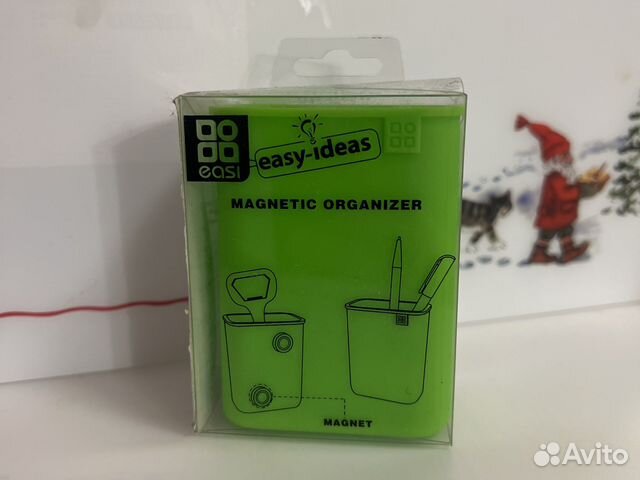 easi
easy-ideas
MAGNETIC ORGANIZER
MAGNET
Avito